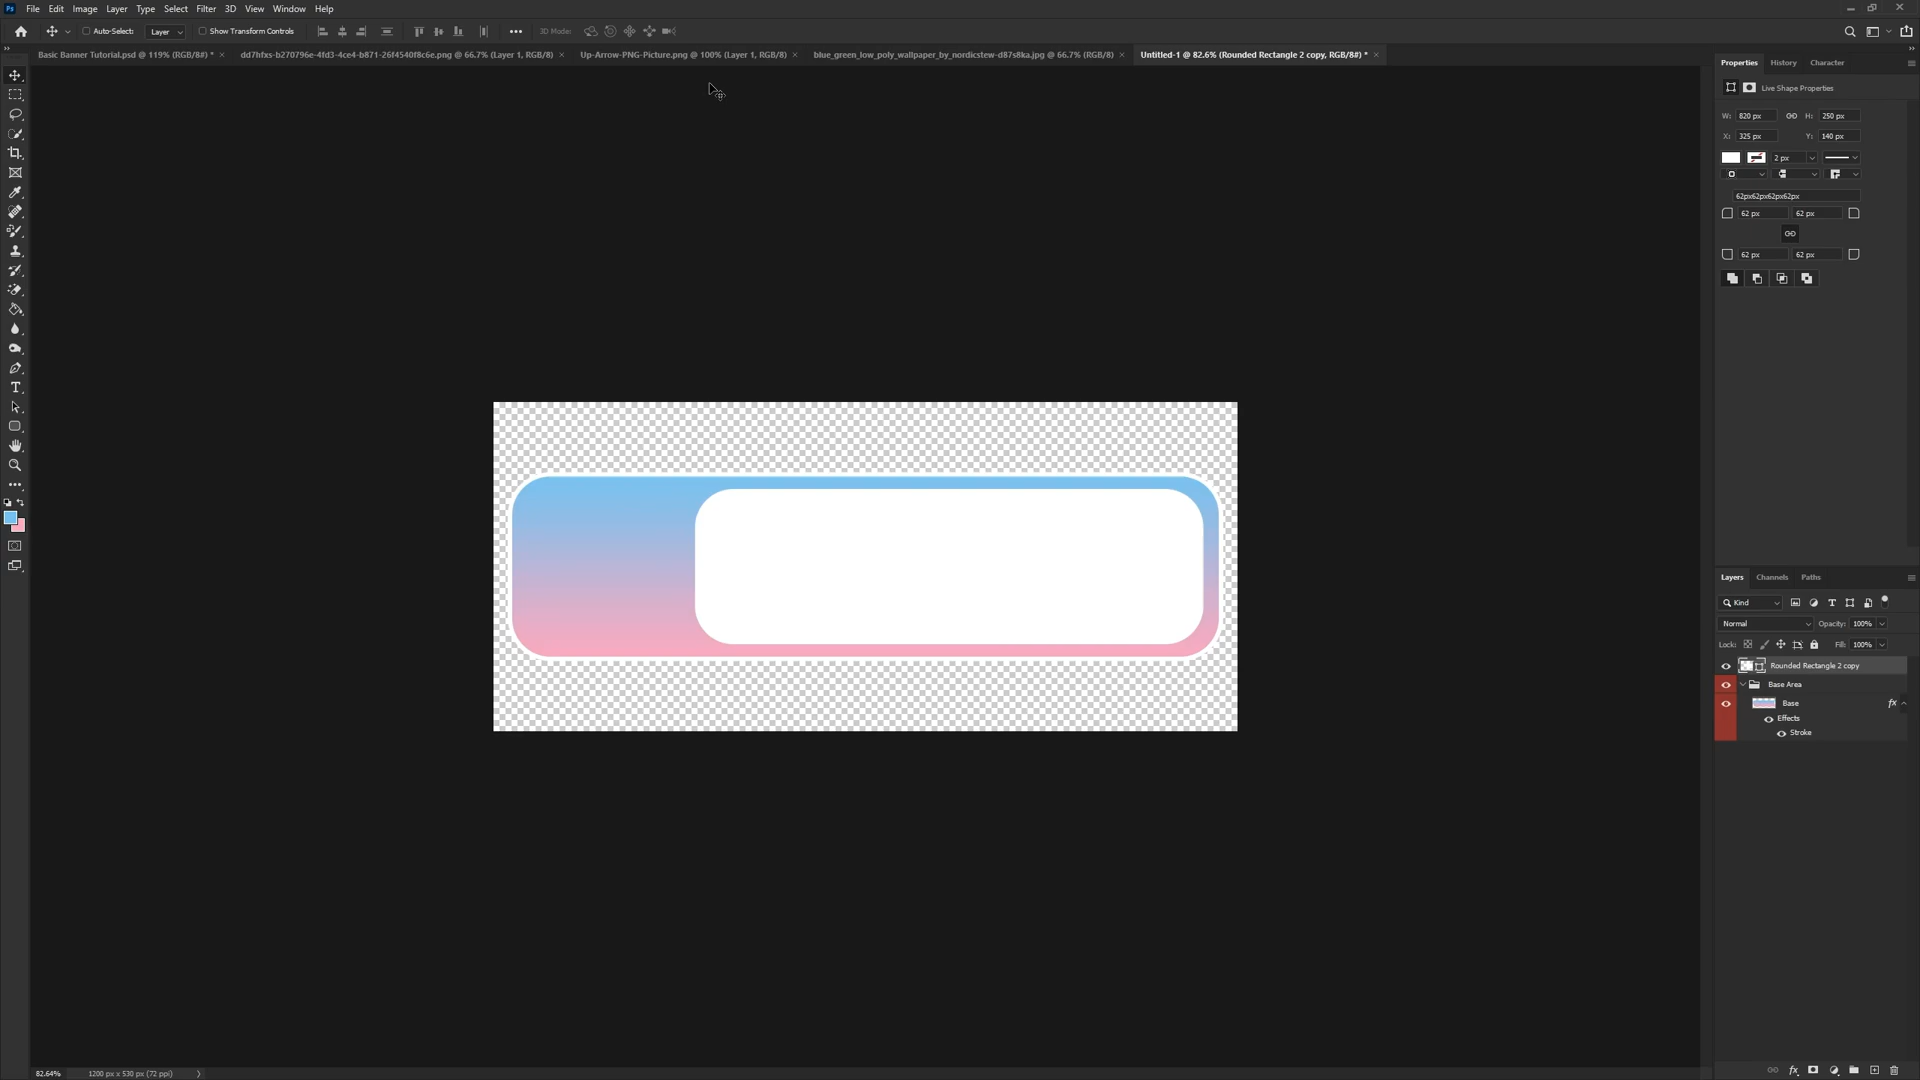 Ps File Edit Image Layer Type Select Filter 3D View Window Help
Auto-Select: Layer Show Transform Controls 3D Mode:
Basic Banner Tutorial.psd @ 119% (RGB/8#) * × dd7hfxs-b270796e-4fd3-4ce4-b871-26f4540f8c6e.png @ 66.7% (Layer 1, RGB/8) × Up-Arrow-PNG-Picture.png @ 100% (Layer 1, RGB/8) × blue_green_low_poly_wallpaper_by_nordicstew-d87s8ka.jpg @ 66.7% (RGB/8) × Untitled-1 @ 82.6% (Rounded Rectangle 2 copy, RGB/8#) * ×
Properties History Character
Live Shape Properties
W: 820 px H: 250 px
X: 325 px Y: 140 px
2 px
62px62px62px62px
62 px 62 px
62 px 62 px
Layers Channels Paths
Kind
Normal Opacity: 100%
Lock: Fill: 100%
Rounded Rectangle 2 copy
Base Area
Base fx
Effects
Stroke
82.64% 1200 px x 530 px (72 ppi)
fx